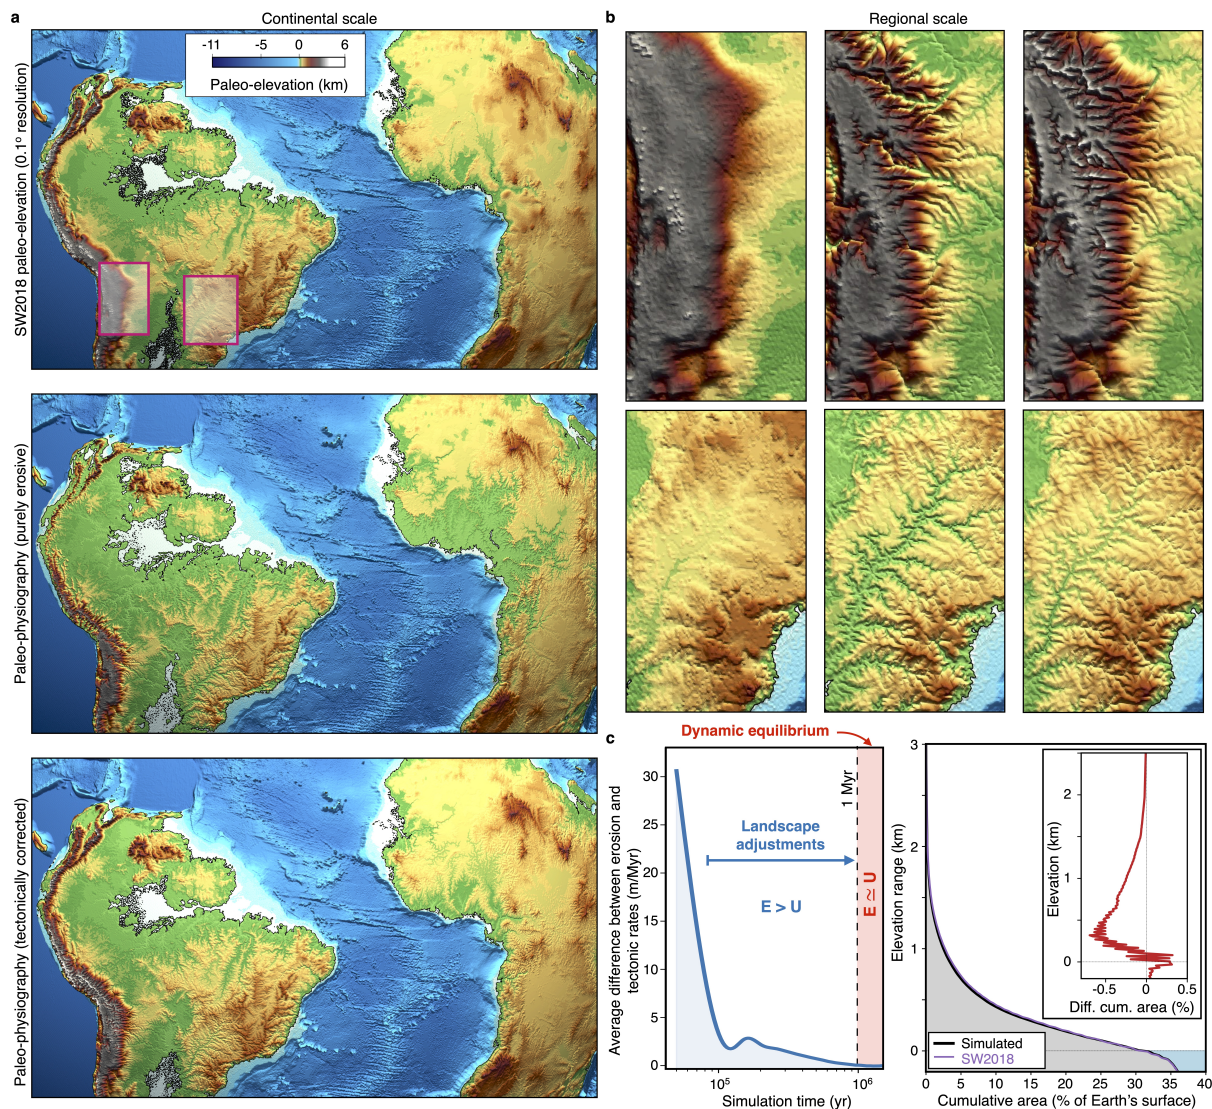 a
Continental scale
b
Regional scale
-11
-5
0
6
Paleo-elevation (km)
SW2018 paleo-elevation (0.1° resolution)
Paleo-physiography (purely erosive)
Paleo-physiography (tectonically corrected)
c
Dynamic equilibrium
Average difference between erosion and
tectonic rates (m/Myr)
30
25
20
15
10
5
0
1 Myr
Landscape
adjustments
E > U
E ≃ U
10⁵
10⁶
Simulation time (yr)
Elevation range (km)
3
2
1
0
Elevation (km)
2
1
0
-0.5
0
0.5
Diff. cum. area (%)
Simulated
SW2018
0
5
10
15
20
25
30
35
40
Cumulative area (% of Earth's surface)